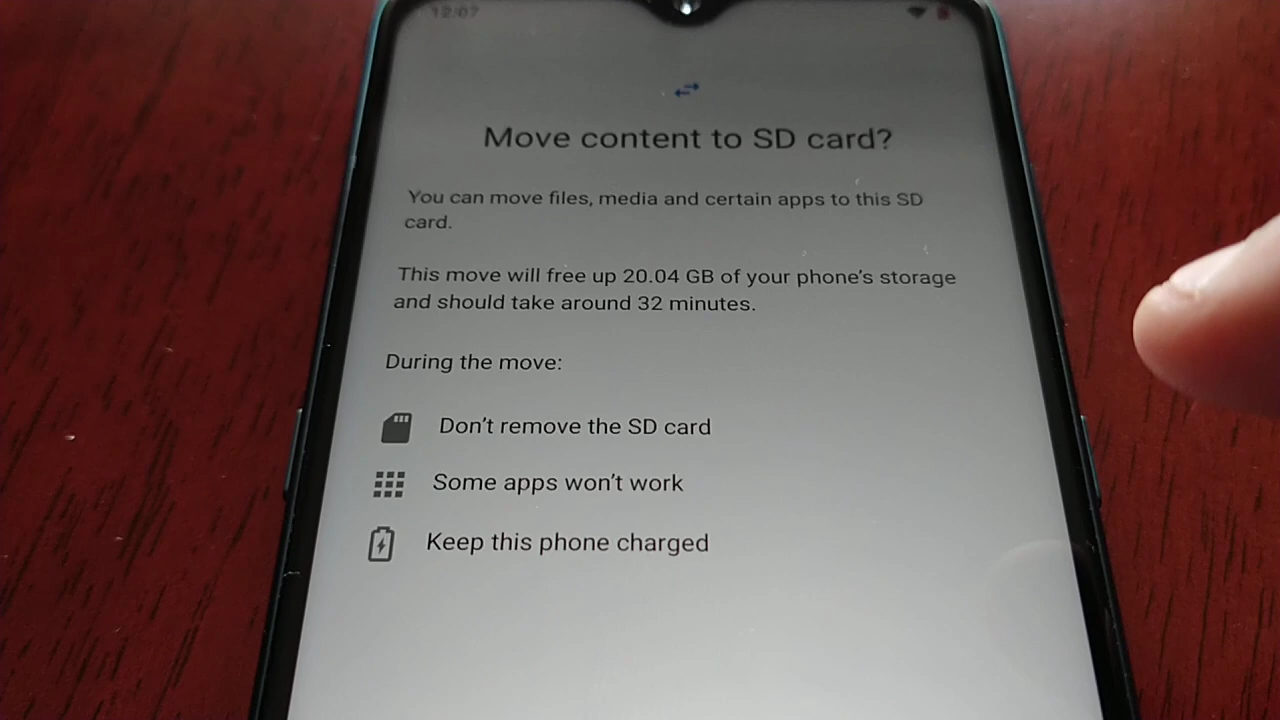 12:07
Move content to SD card?
You can move files, media and certain apps to this SD
card.
This move will free up 20.04 GB of your phone's storage
and should take around 32 minutes.
During the move:
Don't remove the SD card
Some apps won't work
Keep this phone charged